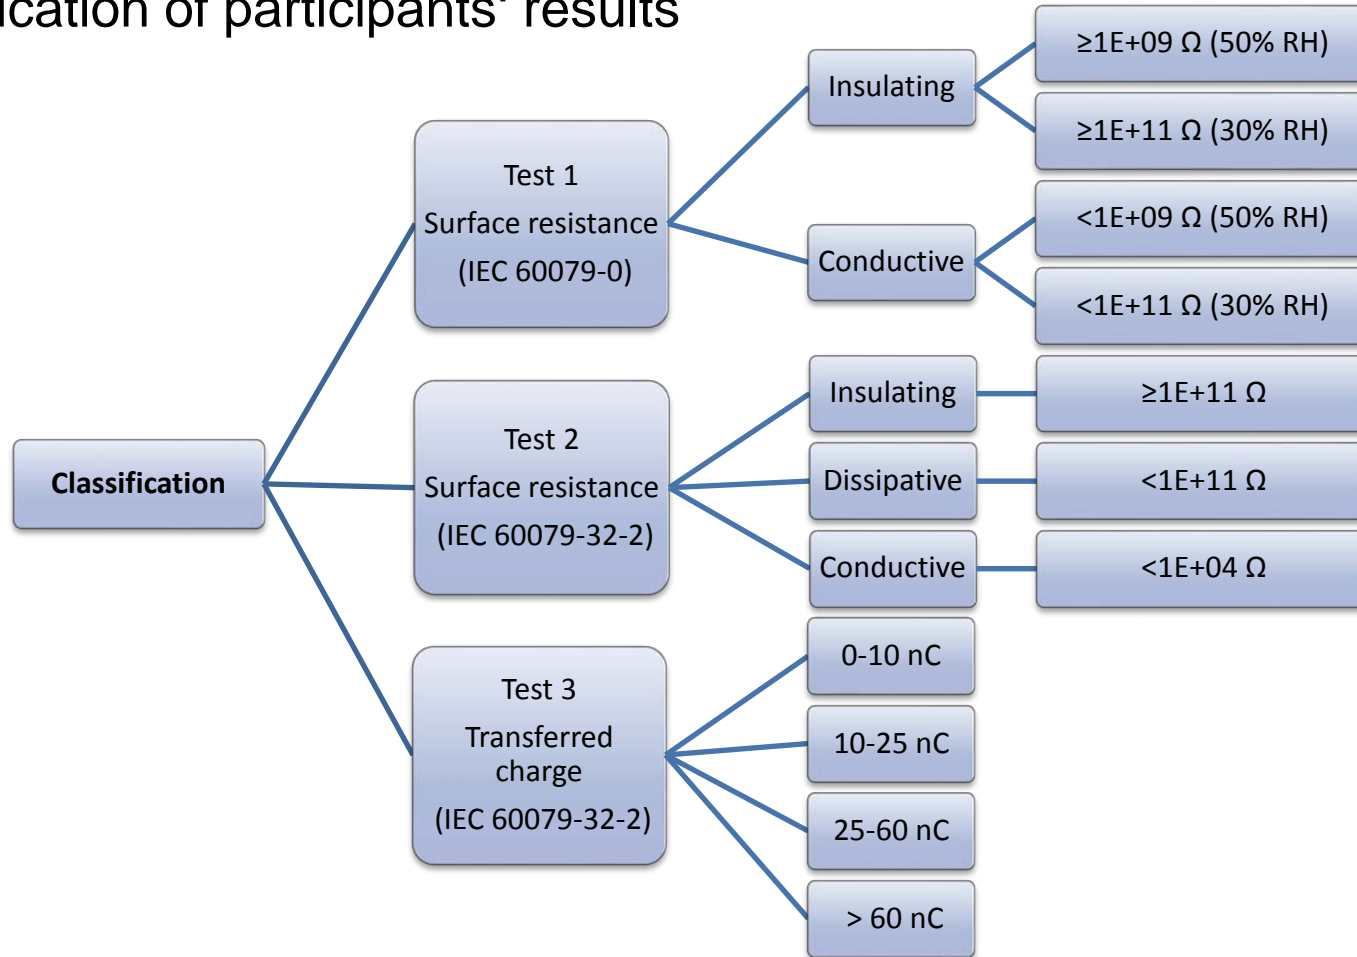 ication of participants' results
Classification
Test 1
Surface resistance
(IEC 60079-0)
Insulating
≥1E+09 Ω (50% RH)
≥1E+11 Ω (30% RH)
Conductive
<1E+09 Ω (50% RH)
<1E+11 Ω (30% RH)
Test 2
Surface resistance
(IEC 60079-32-2)
Insulating
≥1E+11 Ω
Dissipative
<1E+11 Ω
Conductive
<1E+04 Ω
Test 3
Transferred
charge
(IEC 60079-32-2)
0-10 nC
10-25 nC
25-60 nC
> 60 nC